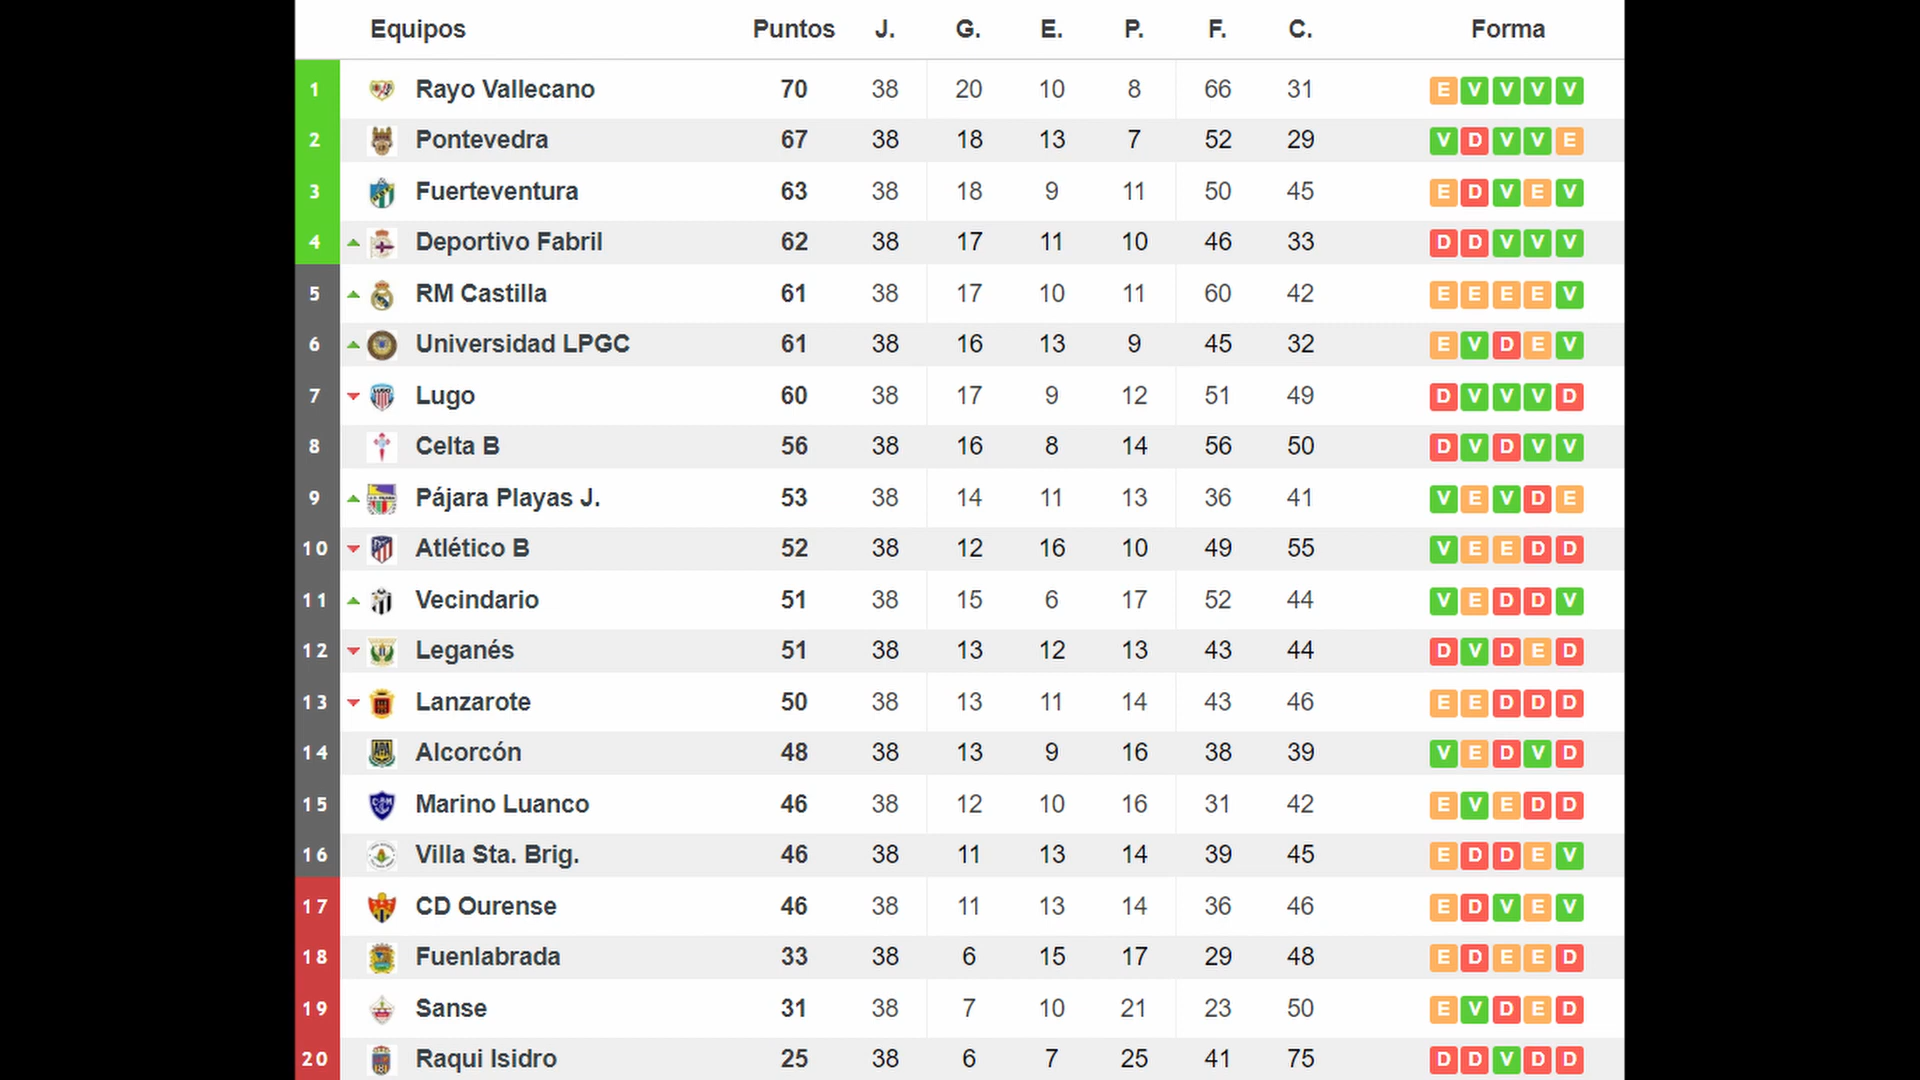 Equipos Puntos J. G. E. P. F. C. Forma
1 Rayo Vallecano 70 38 20 10 8 66 31 E V V V V
2 Pontevedra 67 38 18 13 7 52 29 V D V V E
3 Fuerteventura 63 38 18 9 11 50 45 E D V E V
4 Deportivo Fabril 62 38 17 11 10 46 33 D D V V V
5 RM Castilla 61 38 17 10 11 60 42 E E E E V
6 Universidad LPGC 61 38 16 13 9 45 32 E V D E V
7 Lugo 60 38 17 9 12 51 49 D V V V D
8 Celta B 56 38 16 8 14 56 50 D V D V V
9 Pájara Playas J. 53 38 14 11 13 36 41 V E V D E
10 Atlético B 52 38 12 16 10 49 55 V E E D D
11 Vecindario 51 38 15 6 17 52 44 V E D D V
12 Leganés 51 38 13 12 13 43 44 D V D E D
13 Lanzarote 50 38 13 11 14 43 46 E E D D D
14 Alcorcón 48 38 13 9 16 38 39 V E D V D
15 Marino Luanco 46 38 12 10 16 31 42 E V E D D
16 Villa Sta. Brig. 46 38 11 13 14 39 45 E D D E V
17 CD Ourense 46 38 11 13 14 36 46 E D V E V
18 Fuenlabrada 33 38 6 15 17 29 48 E D E E D
19 Sanse 31 38 7 10 21 23 50 E V D E D
20 Raqui Isidro 25 38 6 7 25 41 75 D D V D D